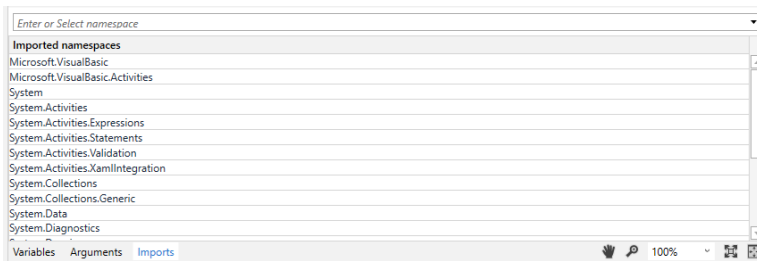 Enter or Select namespace
Imported namespaces
Microsoft.VisualBasic
Microsoft.VisualBasic.Activities
System
System.Activities
System.Activities.Expressions
System.Activities.Statements
System.Activities.Validation
System.Activities.XamlIntegration
System.Collections
System.Collections.Generic
System.Data
System.Diagnostics
Variables Arguments Imports 100%